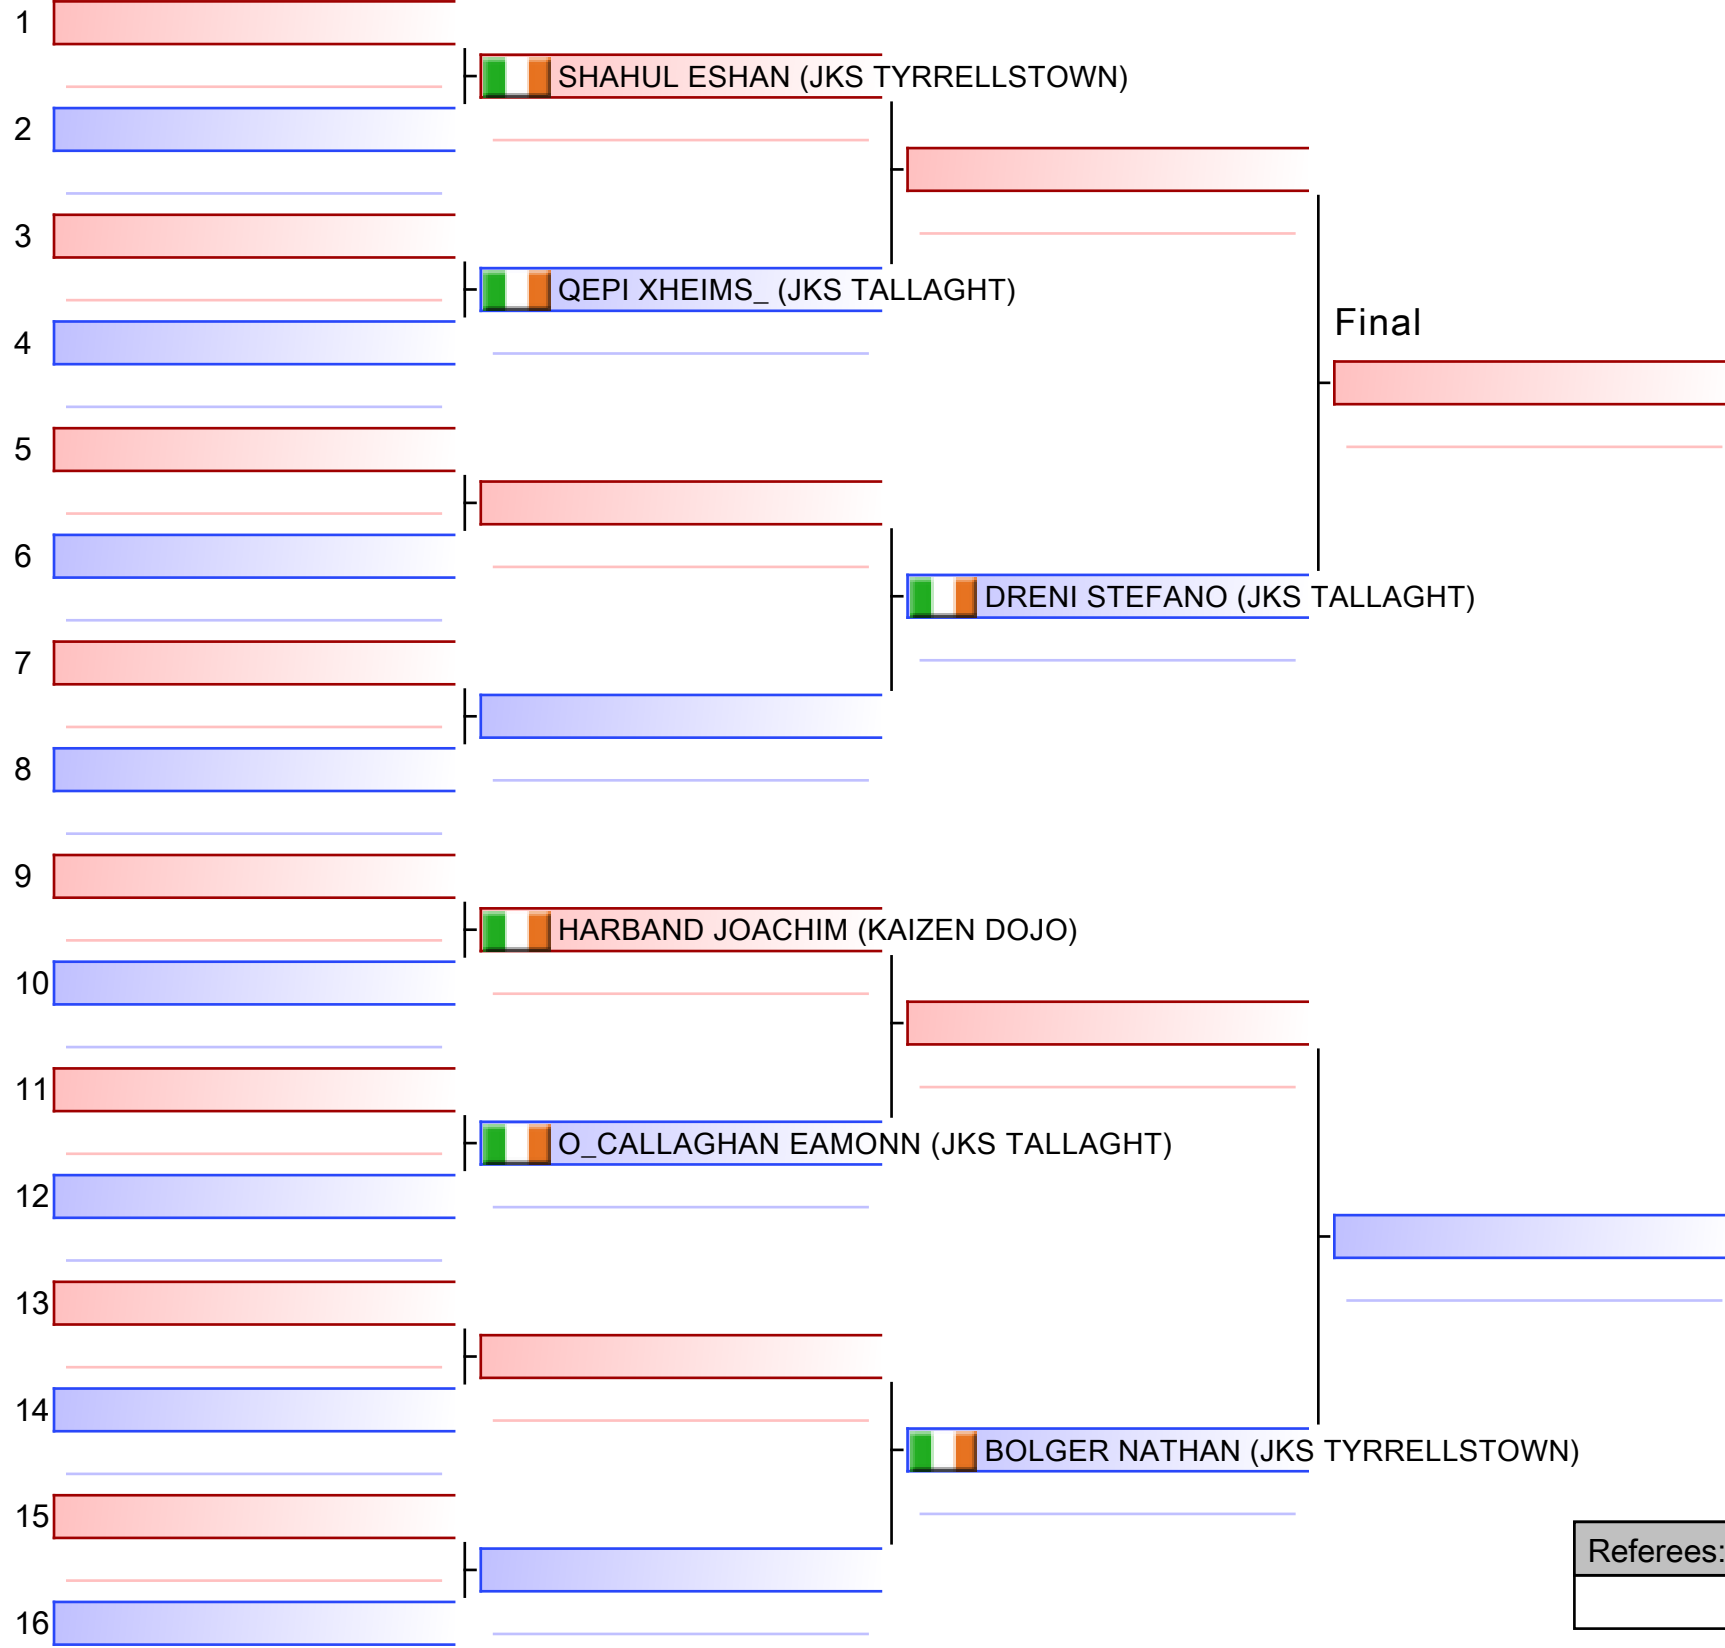 1
SHAHUL ESHAN (JKS TYRRELLSTOWN)
2
3
QEPI XHEIMS_ (JKS TALLAGHT)
Final
4
5
6
DRENI STEFANO (JKS TALLAGHT)
7
8
9
HARBAND JOACHIM (KAIZEN DOJO)
10
11
O_CALLAGHAN EAMONN (JKS TALLAGHT)
12
13
14
BOLGER NATHAN (JKS TYRRELLSTOWN)
15
Referees:
16